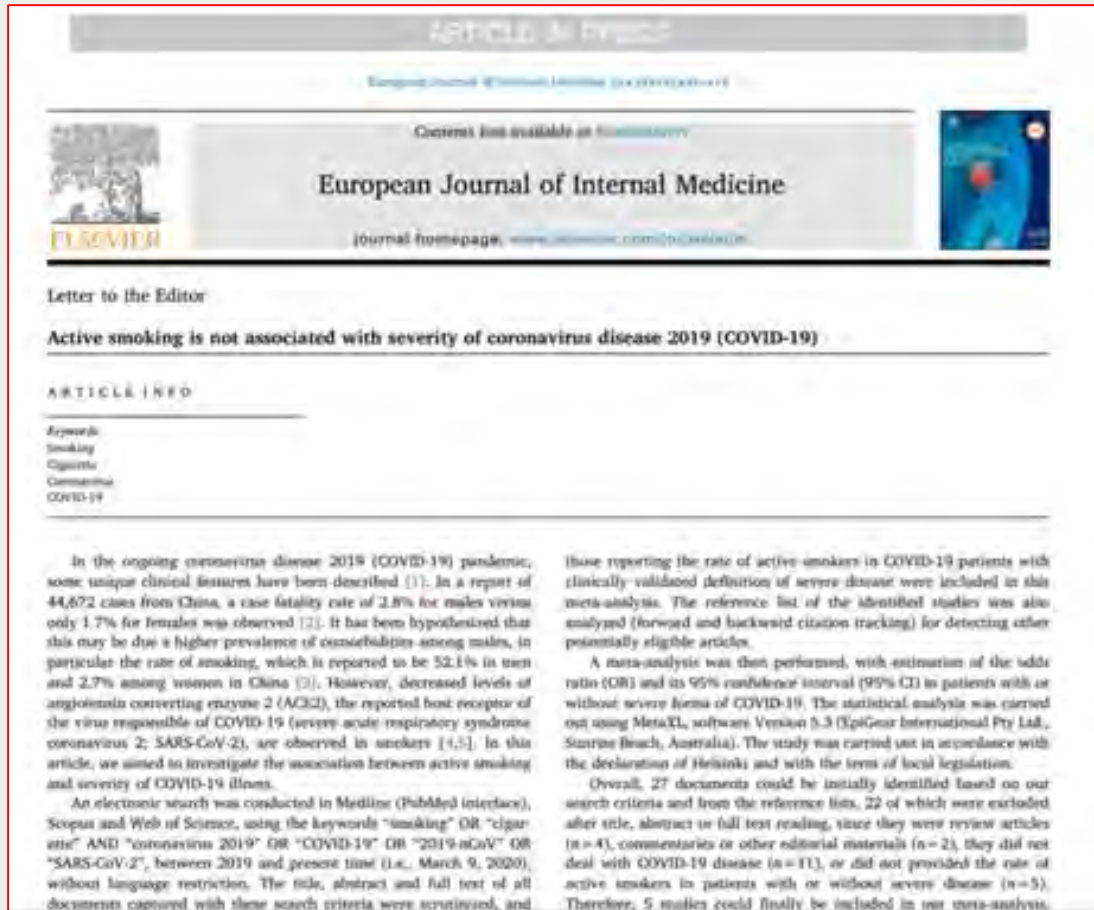 ARTICLE IN PRESS
European Journal of Internal Medicine
Contents lists available at
European Journal of Internal Medicine
journal homepage:
ELSEVIER
Letter to the Editor
Active smoking is not associated with severity of coronavirus disease 2019 (COVID-19)
ARTICLE INFO
Keywords
Smoking
Cigarette
Coronavirus
COVID-19
In the ongoing coronavirus disease 2019 (COVID-19) pandemic,
some unique clinical features have been described [1]. In a report of
44,672 cases from China, a case fatality rate of 2.8% for males versus
only 1.7% for females was observed [2]. It has been hypothesized that
this may be due a higher prevalence of comorbidities among males, in
particular the rate of smoking, which is reported to be 52.1% in men
and 2.7% among women in China [3]. However, decreased levels of
angiotensin converting enzyme 2 (ACE2), the reported host receptor of
the virus responsible of COVID-19 (severe acute respiratory syndrome
coronavirus 2; SARS-CoV-2), are observed in smokers [4,5]. In this
article, we aimed to investigate the association between active smoking
and severity of COVID-19 illness.
An electronic search was conducted in Medline (PubMed interface),
Scopus and Web of Science, using the keywords "smoking" OR "cigar-
ette" AND "coronavirus 2019" OR "COVID-19" OR "2019-nCoV" OR
"SARS-CoV-2", between 2019 and present time (i.e., March 9, 2020),
without language restriction. The title, abstract and full text of all
documents captured with these search criteria were scrutinized, and
those reporting the rate of active smokers in COVID-19 patients with
clinically validated definition of severe disease were included in this
meta-analysis. The reference list of the identified studies was also
analyzed (forward and backward citation tracking) for detecting other
potentially eligible articles.
A meta-analysis was then performed, with estimation of the odds
ratio (OR) and its 95% confidence interval (95% CI) in patients with or
without severe forms of COVID-19. The statistical analysis was carried
out using MetaXL, software Version 5.3 (EpiGear International Pty Ltd.,
Sunrise Beach, Australia). The study was carried out in accordance with
the declaration of Helsinki and with the term of local legislation.
Overall, 27 documents could be initially identified based on our
search criteria and from the reference lists, 22 of which were excluded
after title, abstract or full text reading, since they were review articles
(n=4), commentaries or other editorial materials (n=2), they did not
deal with COVID-19 disease (n=11), or did not provided the rate of
active smokers in patients with or without severe disease (n=5).
Therefore, 5 studies could finally be included in our meta-analysis,